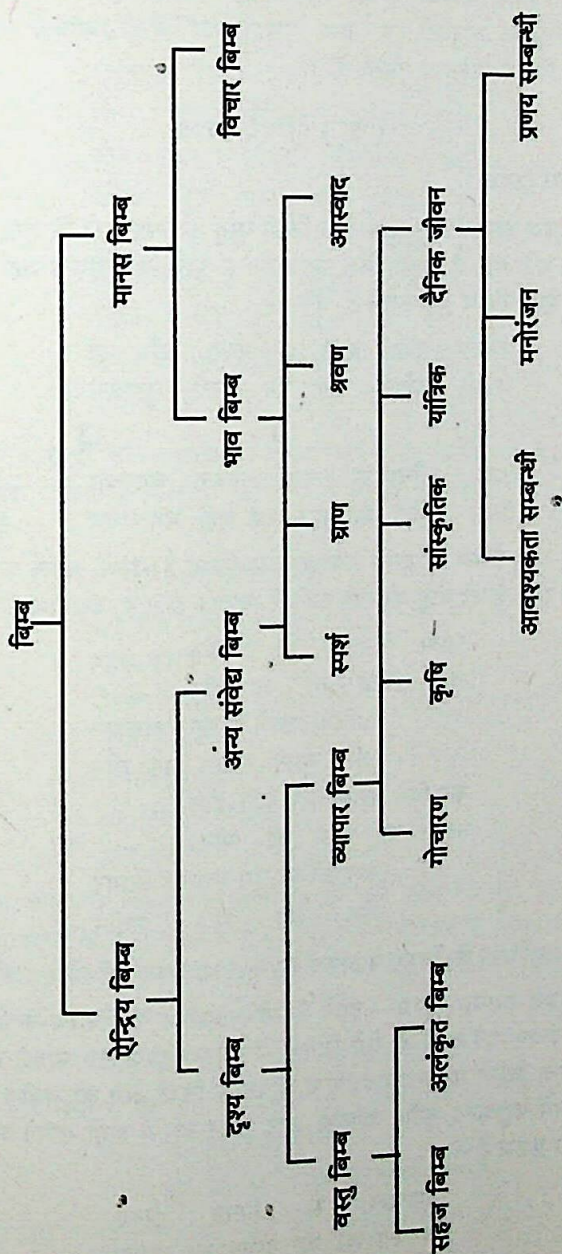 बिम्ब
ऐन्द्रिय बिम्ब मानस बिम्ब
दृश्य बिम्ब अन्य संवेद्य बिम्ब भाव बिम्ब विचार बिम्ब
वस्तु बिम्ब व्यापार बिम्ब स्पर्श घ्राण श्रवण आस्वाद
सहज बिम्ब अलंकृत बिम्ब गोचारण कृषि सांस्कृतिक यांत्रिक दैनिक जीवन
आवश्यकता सम्बन्धी मनोरंजन प्रणय सम्बन्धी